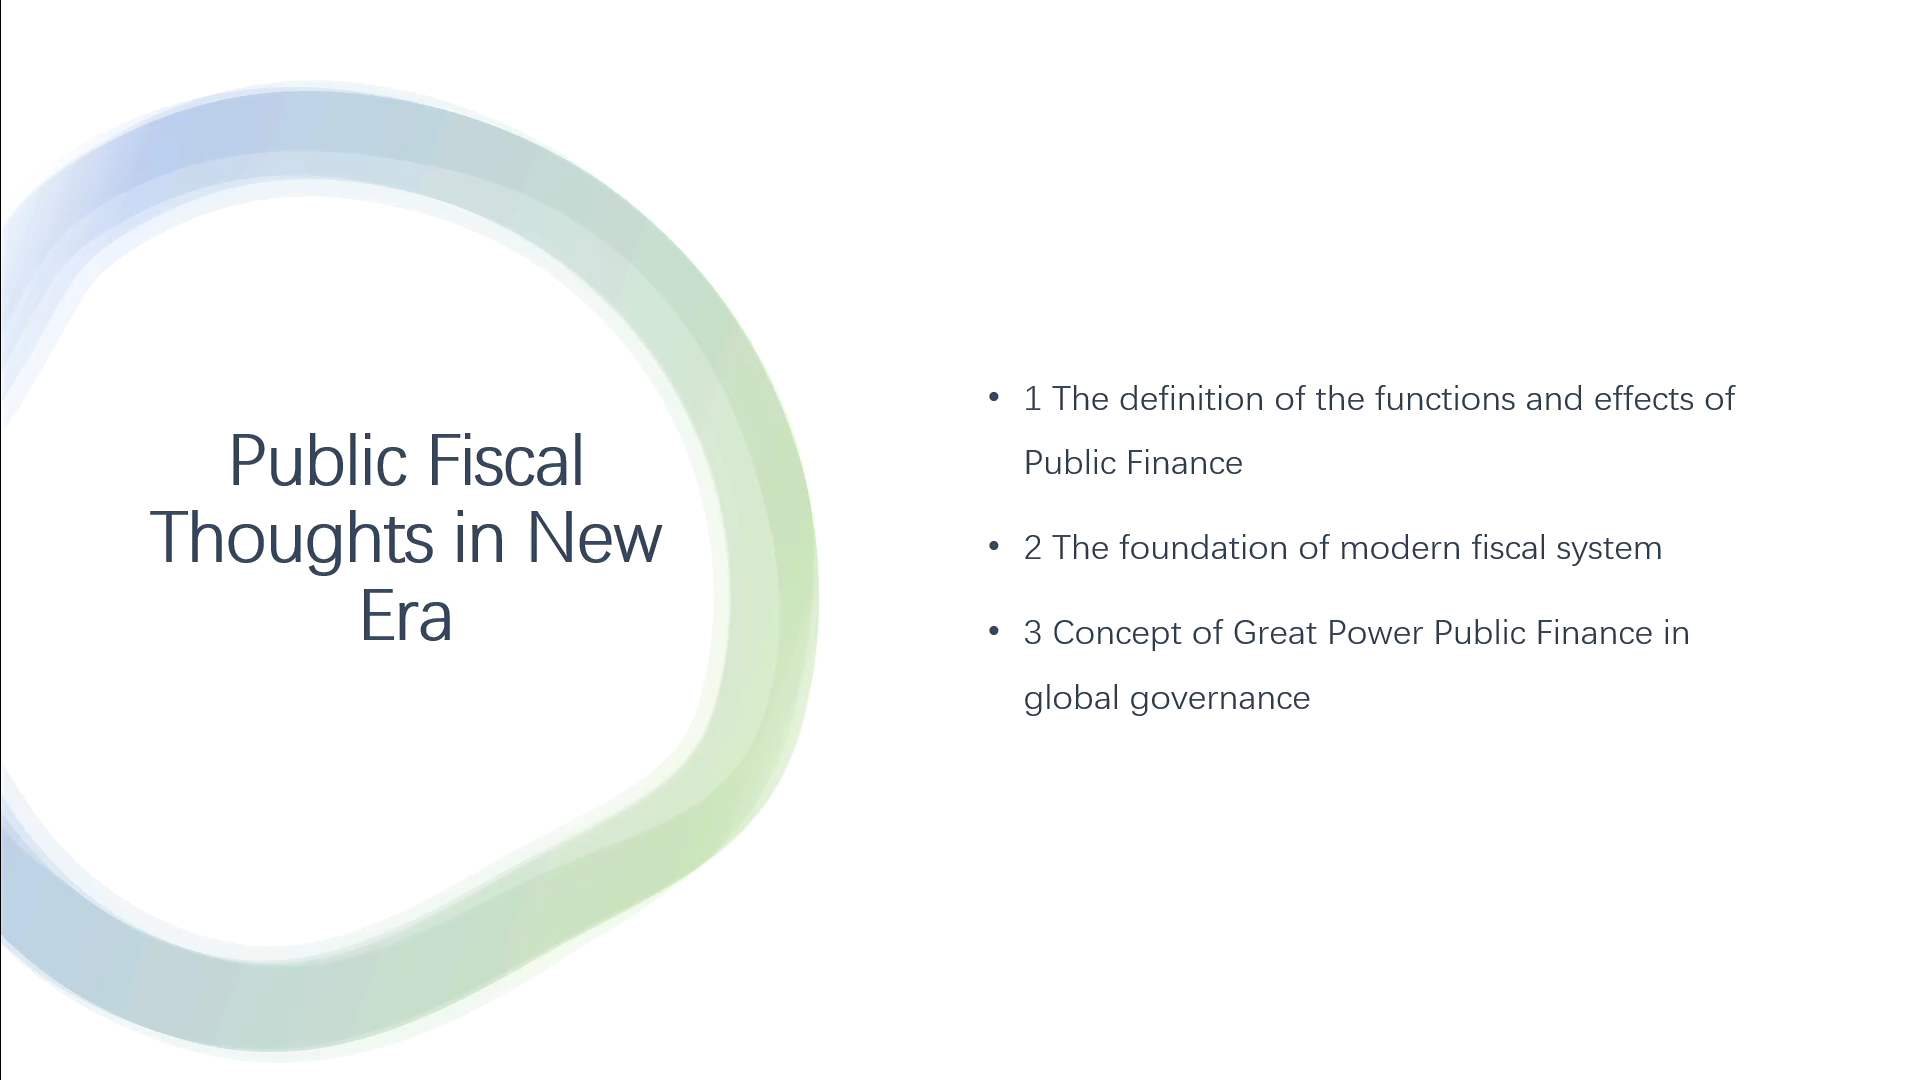 Public Fiscal
Thoughts in New
Era
• 1 The definition of the functions and effects of
Public Finance
• 2 The foundation of modern fiscal system
• 3 Concept of Great Power Public Finance in
global governance